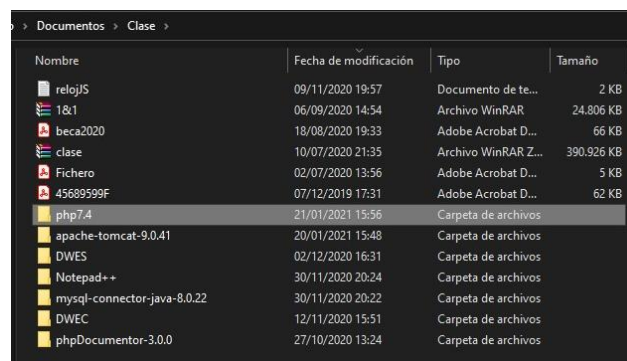 > Documentos > Clase >
Nombre Fecha de modificación Tipo Tamaño
relojJS 09/11/2020 19:57 Documento de te... 2 KB
1&1 06/09/2020 14:54 Archivo WinRAR 24.806 KB
beca2020 18/08/2020 19:33 Adobe Acrobat D... 66 KB
clase 10/07/2020 21:35 Archivo WinRAR Z... 390.926 KB
Fichero 02/07/2020 13:56 Adobe Acrobat D... 5 KB
45689599F 07/12/2019 17:31 Adobe Acrobat D... 62 KB
php7.4 21/01/2021 15:56 Carpeta de archivos
apache-tomcat-9.0.41 20/01/2021 15:48 Carpeta de archivos
DWES 02/12/2020 16:31 Carpeta de archivos
Notepad++ 30/11/2020 20:24 Carpeta de archivos
mysql-connector-java-8.0.22 30/11/2020 20:22 Carpeta de archivos
DWEC 12/11/2020 15:51 Carpeta de archivos
phpDocumentor-3.0.0 27/10/2020 13:24 Carpeta de archivos